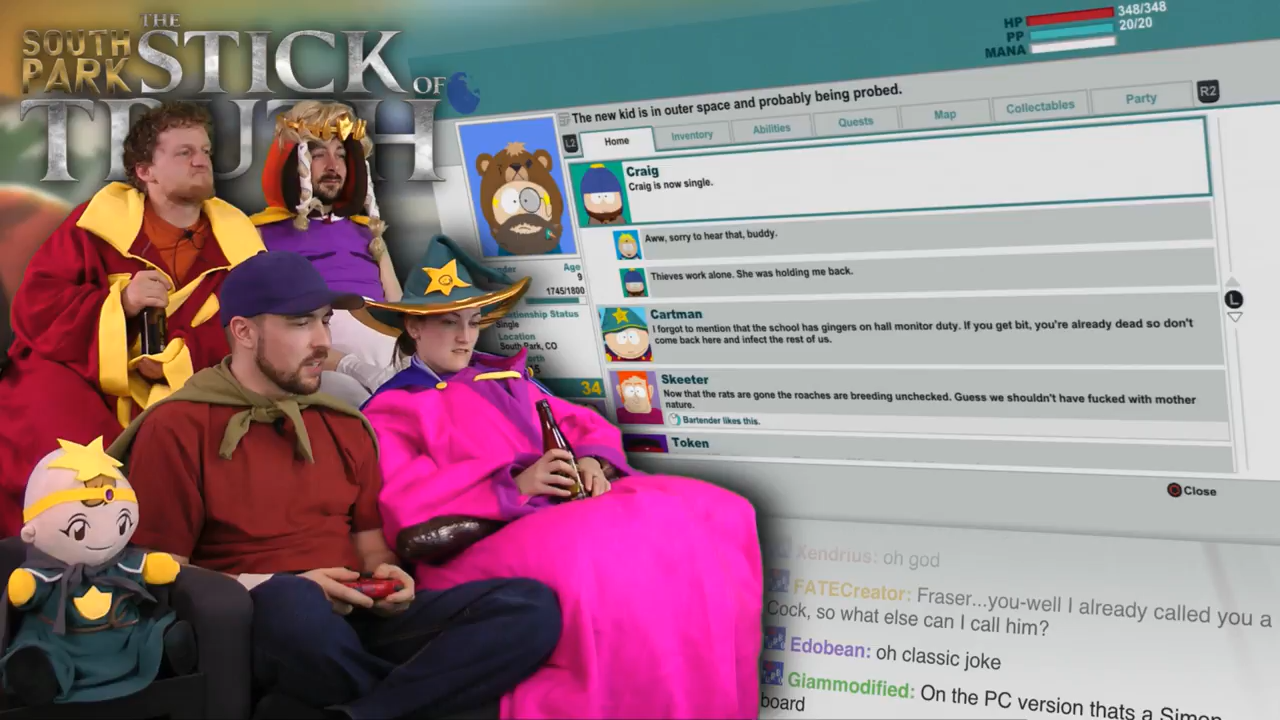 THE
SOUTH PARK STICK OF
TRUTH
HP 348/348
PP 20/20
MANA
The new kid is in outer space and probably being probed.
L2 Home Inventory Abilities Quests Map Collectables Party R2
Craig
Craig is now single.
Aww, sorry to hear that, buddy.
Thieves work alone. She was holding me back.
Age
9
1745/1800
Status
Single
Location
South Park, CO
34
Cartman
I forgot to mention that the school has gingers on hall monitor duty. If you get bit, you're already dead so don't
come back here and infect the rest of us.
Skeeter
Now that the rats are gone the roaches are breeding unchecked. Guess we shouldn't have fucked with mother
nature.
Bartender likes this.
Token
L
Close
Xendrius: oh god
FATECreator: Fraser...you-well I already called you a
Cock, so what else can I call him?
Edobean: oh classic joke
Giammodified: On the PC version thats a Simon
board